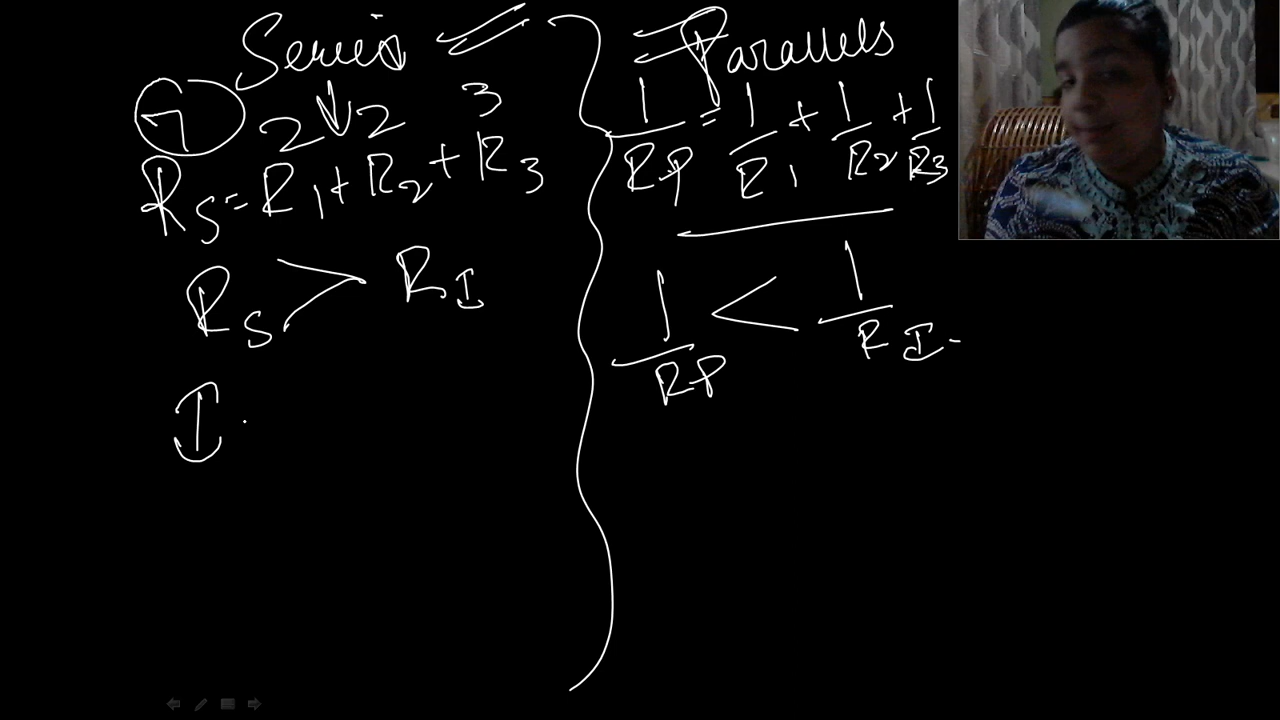 Series
7 2 2 3
Rs = R1 + R2 + R3
Rs > RI
I
Parallels
1/RP = 1/R1 + 1/R2 + 1/R3
1/RP < 1/RI